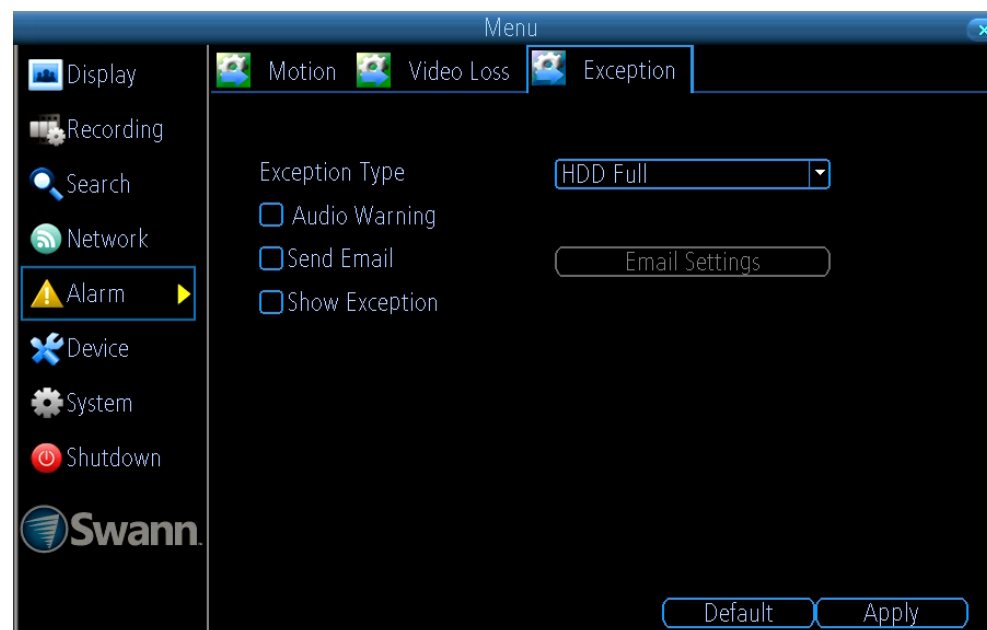 Menu
Display
Recording
Search
Network
Alarm
Device
System
Shutdown
Swann
Motion
Video Loss
Exception
Exception Type
HDD Full
Audio Warning
Send Email
Email Settings
Show Exception
Default
Apply